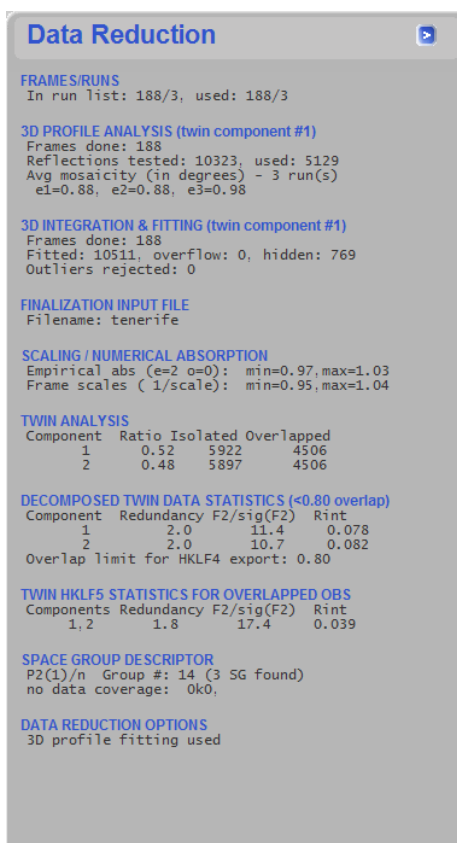 Data Reduction
FRAMES/RUNS
In run list: 188/3, used: 188/3
3D PROFILE ANALYSIS (twin component #1)
Frames done: 188
Reflections tested: 10323, used: 5129
Avg mosaicity (in degrees) - 3 run(s)
e1=0.88, e2=0.88, e3=0.98
3D INTEGRATION & FITTING (twin component #1)
Frames done: 188
Fitted: 10511, overflow: 0, hidden: 769
Outliers rejected: 0
FINALIZATION INPUT FILE
Filename: tenerife
SCALING / NUMERICAL ABSORPTION
Empirical abs (e=2 o=0): min=0.97,max=1.03
Frame scales ( 1/scale): min=0.95,max=1.04
TWIN ANALYSIS
Component Ratio Isolated Overlapped
1 0.52 5922 4506
2 0.48 5897 4506
DECOMPOSED TWIN DATA STATISTICS (<0.80 overlap)
Component Redundancy F2/sig(F2) Rint
1 2.0 11.4 0.078
2 2.0 10.7 0.082
Overlap limit for HKLF4 export: 0.80
TWIN HKLF5 STATISTICS FOR OVERLAPPED OBS
Components Redundancy F2/sig(F2) Rint
1,2 1.8 17.4 0.039
SPACE GROUP DESCRIPTOR
P2(1)/n Group #: 14 (3 SG found)
no data coverage: 0k0,
DATA REDUCTION OPTIONS
3D profile fitting used